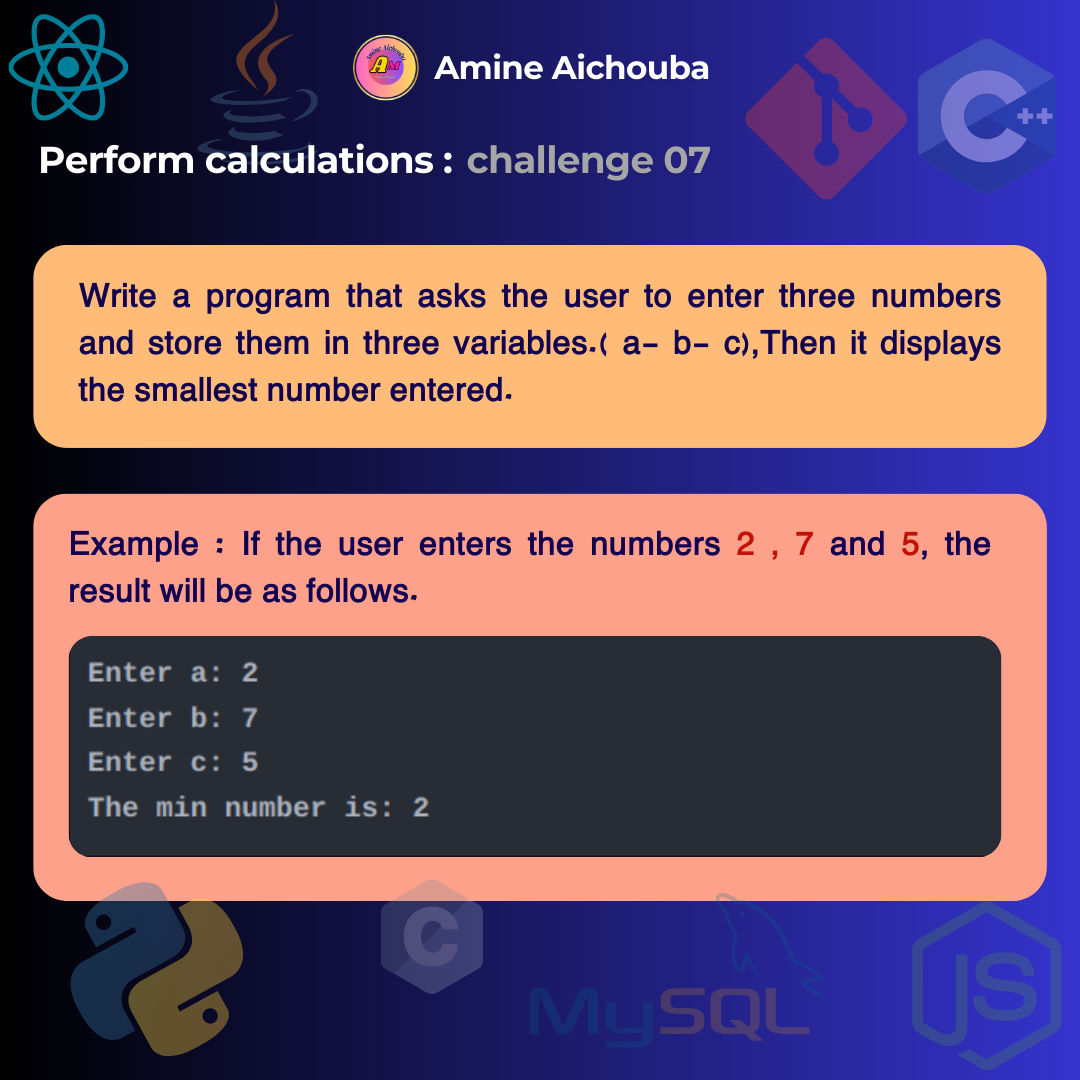 Amine Aichouba
Perform calculations : challenge 07
Write a program that asks the user to enter three numbers
and store them in three variables.( a- b- c),Then it displays
the smallest number entered.
Example : If the user enters the numbers 2 , 7 and 5, the
result will be as follows.
Enter a: 2
Enter b: 7
Enter c: 5
The min number is: 2
C++
C
MySQL
JS